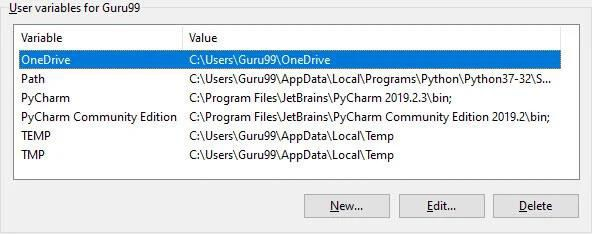 User variables for Guru99
Variable Value
OneDrive C:\Users\Guru99\OneDrive
Path C:\Users\Guru99\AppData\Local\Programs\Python\Python37-32\S...
PyCharm C:\Program Files\JetBrains\PyCharm 2019.2.3\bin;
PyCharm Community Edition C:\Program Files\JetBrains\PyCharm Community Edition 2019.2\bin;
TEMP C:\Users\Guru99\AppData\Local\Temp
TMP C:\Users\Guru99\AppData\Local\Temp
New... Edit... Delete